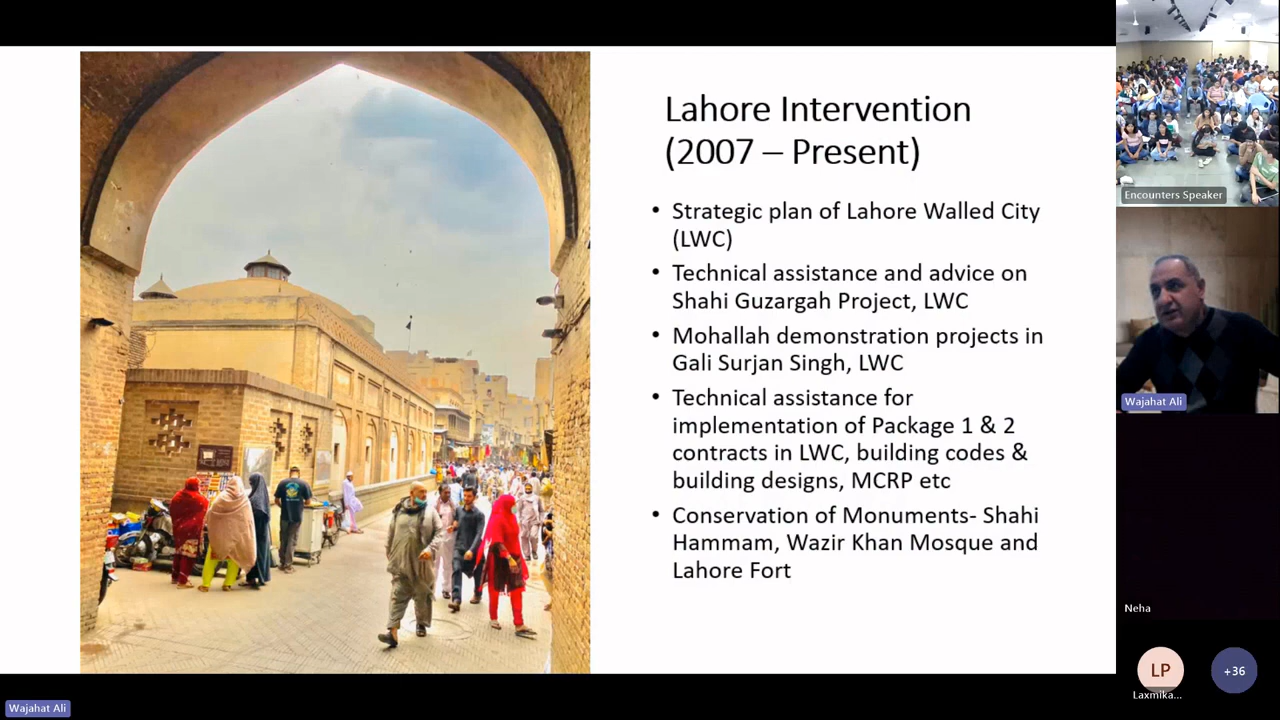 Lahore Intervention
(2007 – Present)
• Strategic plan of Lahore Walled City
(LWC)
• Technical assistance and advice on
Shahi Guzargah Project, LWC
• Mohallah demonstration projects in
Gali Surjan Singh, LWC
• Technical assistance for
implementation of Package 1 & 2
contracts in LWC, building codes &
building designs, MCRP etc
• Conservation of Monuments- Shahi
Hammam, Wazir Khan Mosque and
Lahore Fort
Encounters Speaker
Wajahat Ali
Neha
LP
Laxmika...
+36
Wajahat Ali